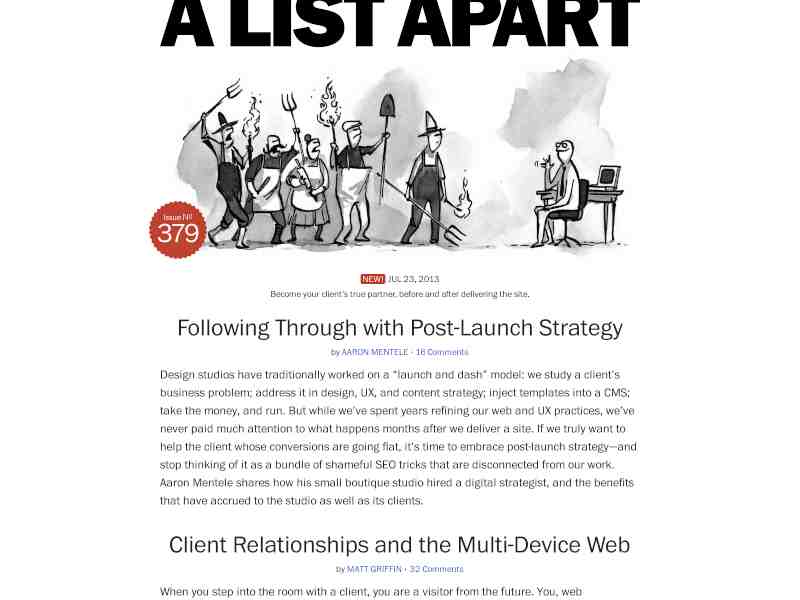 A LIST APART
Issue Nº
379
NEW! JUL 23, 2013
Become your client's true partner, before and after delivering the site.
Following Through with Post-Launch Strategy
by AARON MENTELE · 16 Comments
Design studios have traditionally worked on a “launch and dash” model: we study a client's
business problem; address it in design, UX, and content strategy; inject templates into a CMS;
take the money, and run. But while we've spent years refining our web and UX practices, we've
never paid much attention to what happens months after we deliver a site. If we truly want to
help the client whose conversions are going flat, it's time to embrace post-launch strategy—and
stop thinking of it as a bundle of shameful SEO tricks that are disconnected from our work.
Aaron Mentele shares how his small boutique studio hired a digital strategist, and the benefits
that have accrued to the studio as well as its clients.
Client Relationships and the Multi-Device Web
by MATT GRIFFIN · 32 Comments
When you step into the room with a client, you are a visitor from the future. You, web